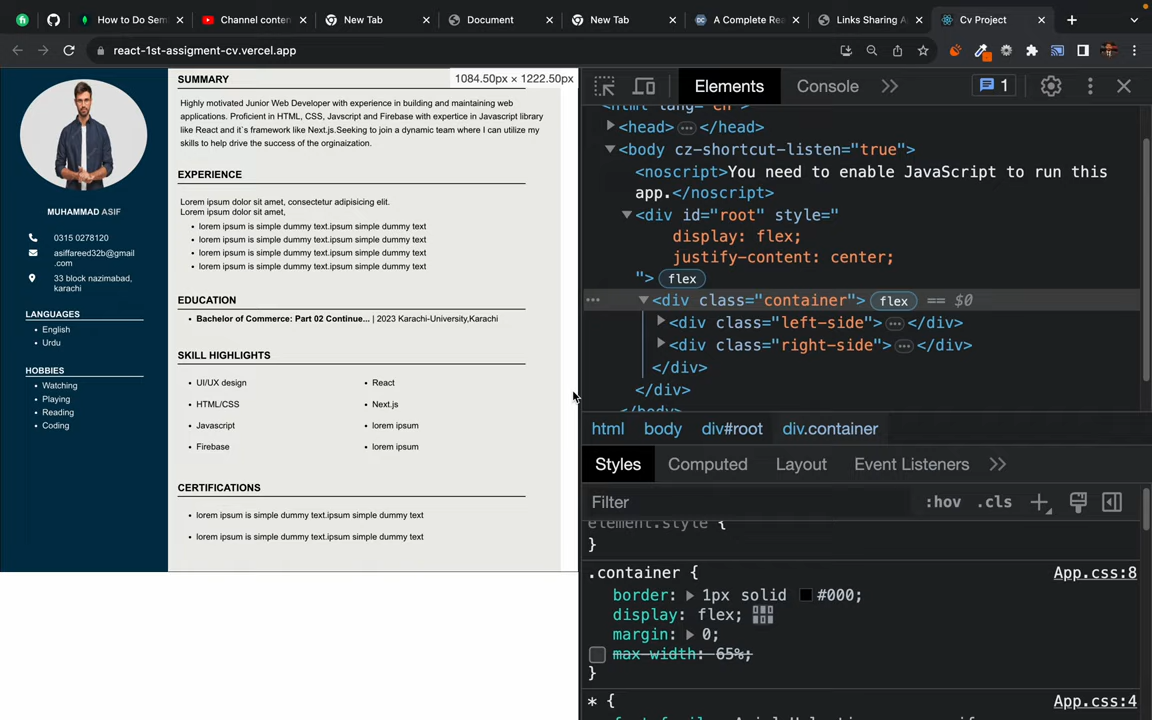 How to Do Sem
Channel conten
New Tab
Document
New Tab
A Complete Rea
Links Sharing A
Cv Project
react-1st-assigment-cv.vercel.app
1084.50px × 1222.50px
MUHAMMAD ASIF
0315 0278120
asiffareed32b@gmail
.com
33 block nazimabad,
karachi
LANGUAGES
• English
• Urdu
HOBBIES
• Watching
• Playing
• Reading
• Coding
SUMMARY
Highly motivated Junior Web Developer with experience in building and maintaining web
applications. Proficient in HTML, CSS, Javscript and Firebase with expertice in Javascript library
like React and it`s framework like Next.js.Seeking to join a dynamic team where I can utilize my
skills to help drive the success of the orginaization.
EXPERIENCE
Lorem ipsum dolor sit amet, consectetur adipisicing elit.
Lorem ipsum dolor sit amet,
• lorem ipsum is simple dummy text.ipsum simple dummy text
• lorem ipsum is simple dummy text.ipsum simple dummy text
• lorem ipsum is simple dummy text.ipsum simple dummy text
• lorem ipsum is simple dummy text.ipsum simple dummy text
EDUCATION
• Bachelor of Commerce: Part 02 Continue... | 2023 Karachi-University,Karachi
SKILL HIGHLIGHTS
• UI/UX design
• React
• HTML/CSS
• Next.js
• Javascript
• lorem ipsum
• Firebase
• lorem ipsum
CERTIFICATIONS
• lorem ipsum is simple dummy text.ipsum simple dummy text
• lorem ipsum is simple dummy text.ipsum simple dummy text
Elements
Console
1
<html lang="en">
<head> ... </head>
<body cz-shortcut-listen="true">
<noscript>You need to enable JavaScript to run this
app.</noscript>
<div id="root" style="
display: flex;
justify-content: center;
"> flex
<div class="container"> flex == $0
<div class="left-side"> ... </div>
<div class="right-side"> ... </div>
</div>
</div>
</body>
html body div#root div.container
Styles Computed Layout Event Listeners
Filter
:hov .cls
element.style {
}
.container {
App.css:8
border: 1px solid #000;
display: flex;
margin: 0;
max-width: 65%;
}
* {
App.css:4